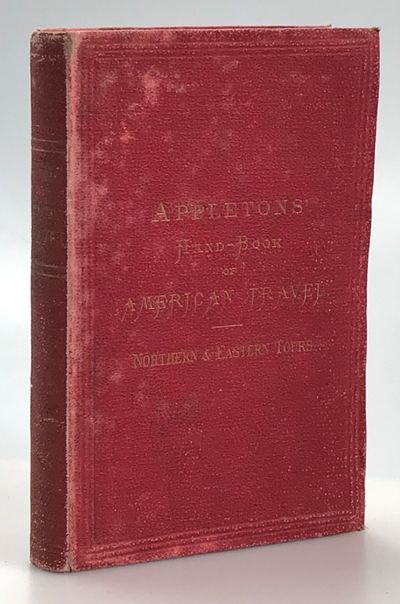 APPLETONS'
HAND-BOOK
OF
AMERICAN TRAVEL.
NORTHERN & EASTERN TOURS.